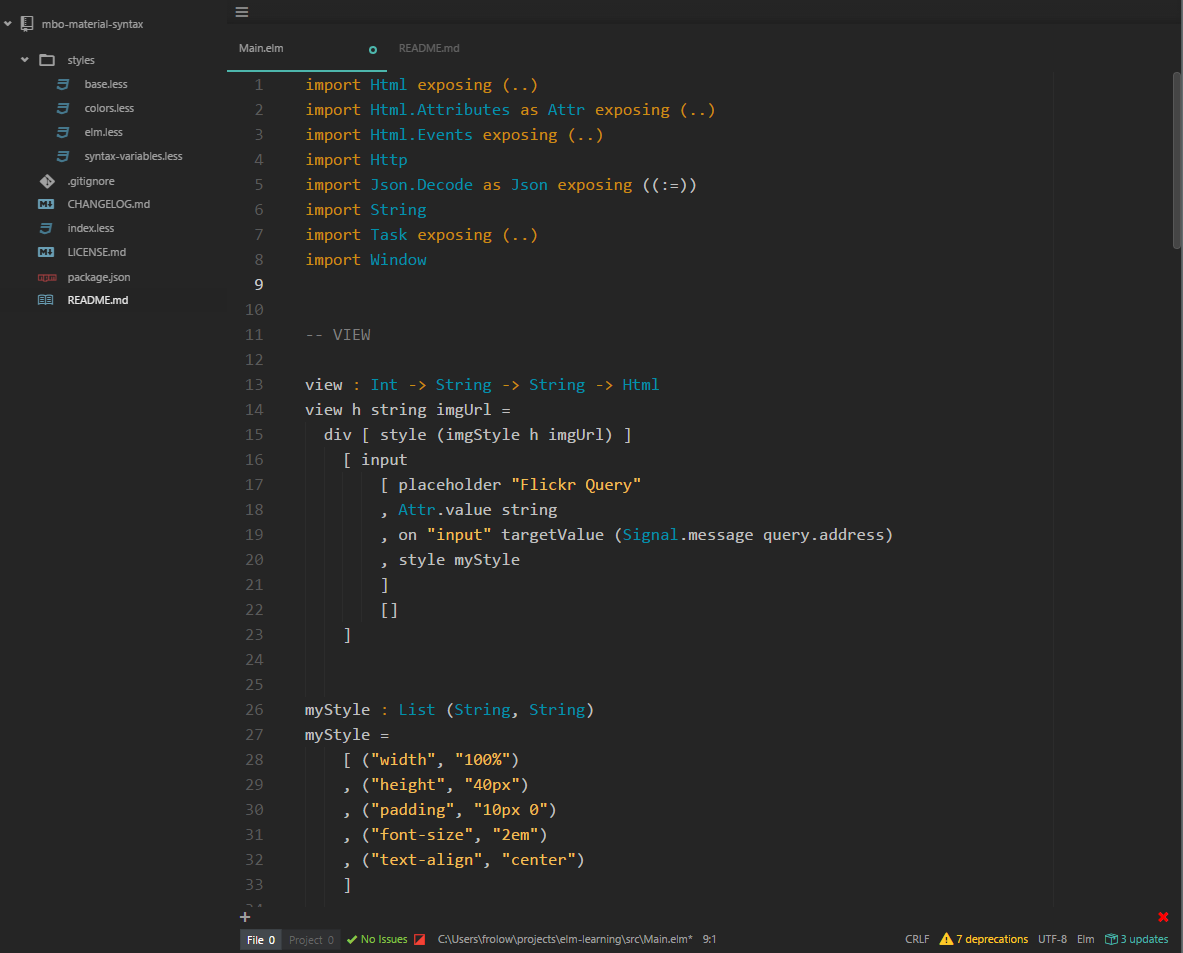 mbo-material-syntax
styles
base.less
colors.less
elm.less
syntax-variables.less
.gitignore
CHANGELOG.md
index.less
LICENSE.md
package.json
README.md
Main.elm
README.md
1 import Html exposing (..)
2 import Html.Attributes as Attr exposing (..)
3 import Html.Events exposing (..)
4 import Http
5 import Json.Decode as Json exposing ((:=))
6 import String
7 import Task exposing (..)
8 import Window
9
10
11 -- VIEW
12
13 view : Int -> String -> String -> Html
14 view h string imgUrl =
15   div [ style (imgStyle h imgUrl) ]
16     [ input
17         [ placeholder "Flickr Query"
18         , Attr.value string
19         , on "input" targetValue (Signal.message query.address)
20         , style myStyle
21         ]
22         []
23     ]
24
25
26 myStyle : List (String, String)
27 myStyle =
28     [ ("width", "100%")
29     , ("height", "40px")
30     , ("padding", "10px 0")
31     , ("font-size", "2em")
32     , ("text-align", "center")
33     ]
+
File 0 Project 0 No Issues C:\Users\frolow\projects\elm-learning\src\Main.elm* 9:1 CRLF 7 deprecations UTF-8 Elm 3 updates